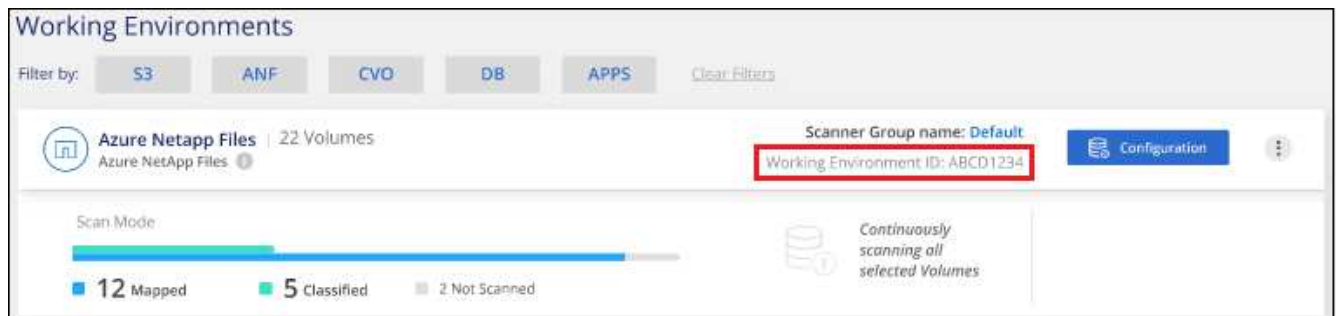 Working Environments
Filter by: S3 ANF CVO DB APPS Clear Filters
Azure Netapp Files | 22 Volumes
Azure NetApp Files
Scanner Group name: Default
Working Environment ID: ABCD1234
Configuration
Scan Mode
12 Mapped 5 Classified 2 Not Scanned
Continuously
scanning all
selected Volumes